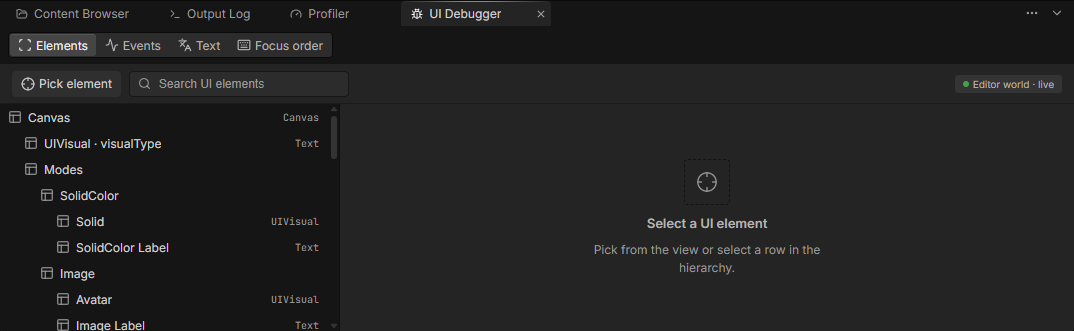 Content Browser
Output Log
Profiler
UI Debugger
Elements
Events
Text
Focus order
Pick element
Search UI elements
Editor world · live
Canvas Canvas
UIVisual · visualType Text
Modes
SolidColor
Solid UIVisual
SolidColor Label Text
Image
Avatar UIVisual
Image Label Text
Select a UI element
Pick from the view or select a row in the
hierarchy.